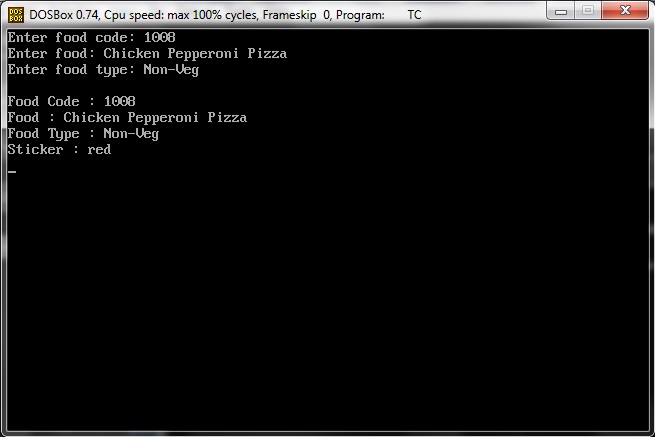 DOSBox 0.74, Cpu speed: max 100% cycles, Frameskip 0, Program: TC
Enter food code: 1008
Enter food: Chicken Pepperoni Pizza
Enter food type: Non-Veg
Food Code : 1008
Food : Chicken Pepperoni Pizza
Food Type : Non-Veg
Sticker : red